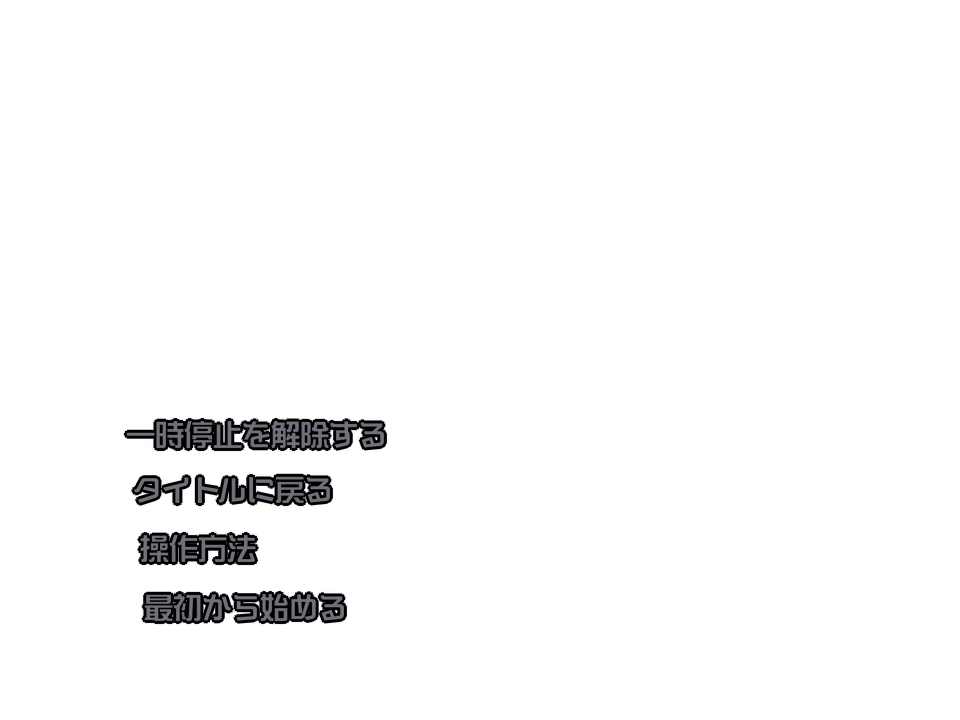 一時停止を解除する
タイトルに戻る
操作方法
最初から始める